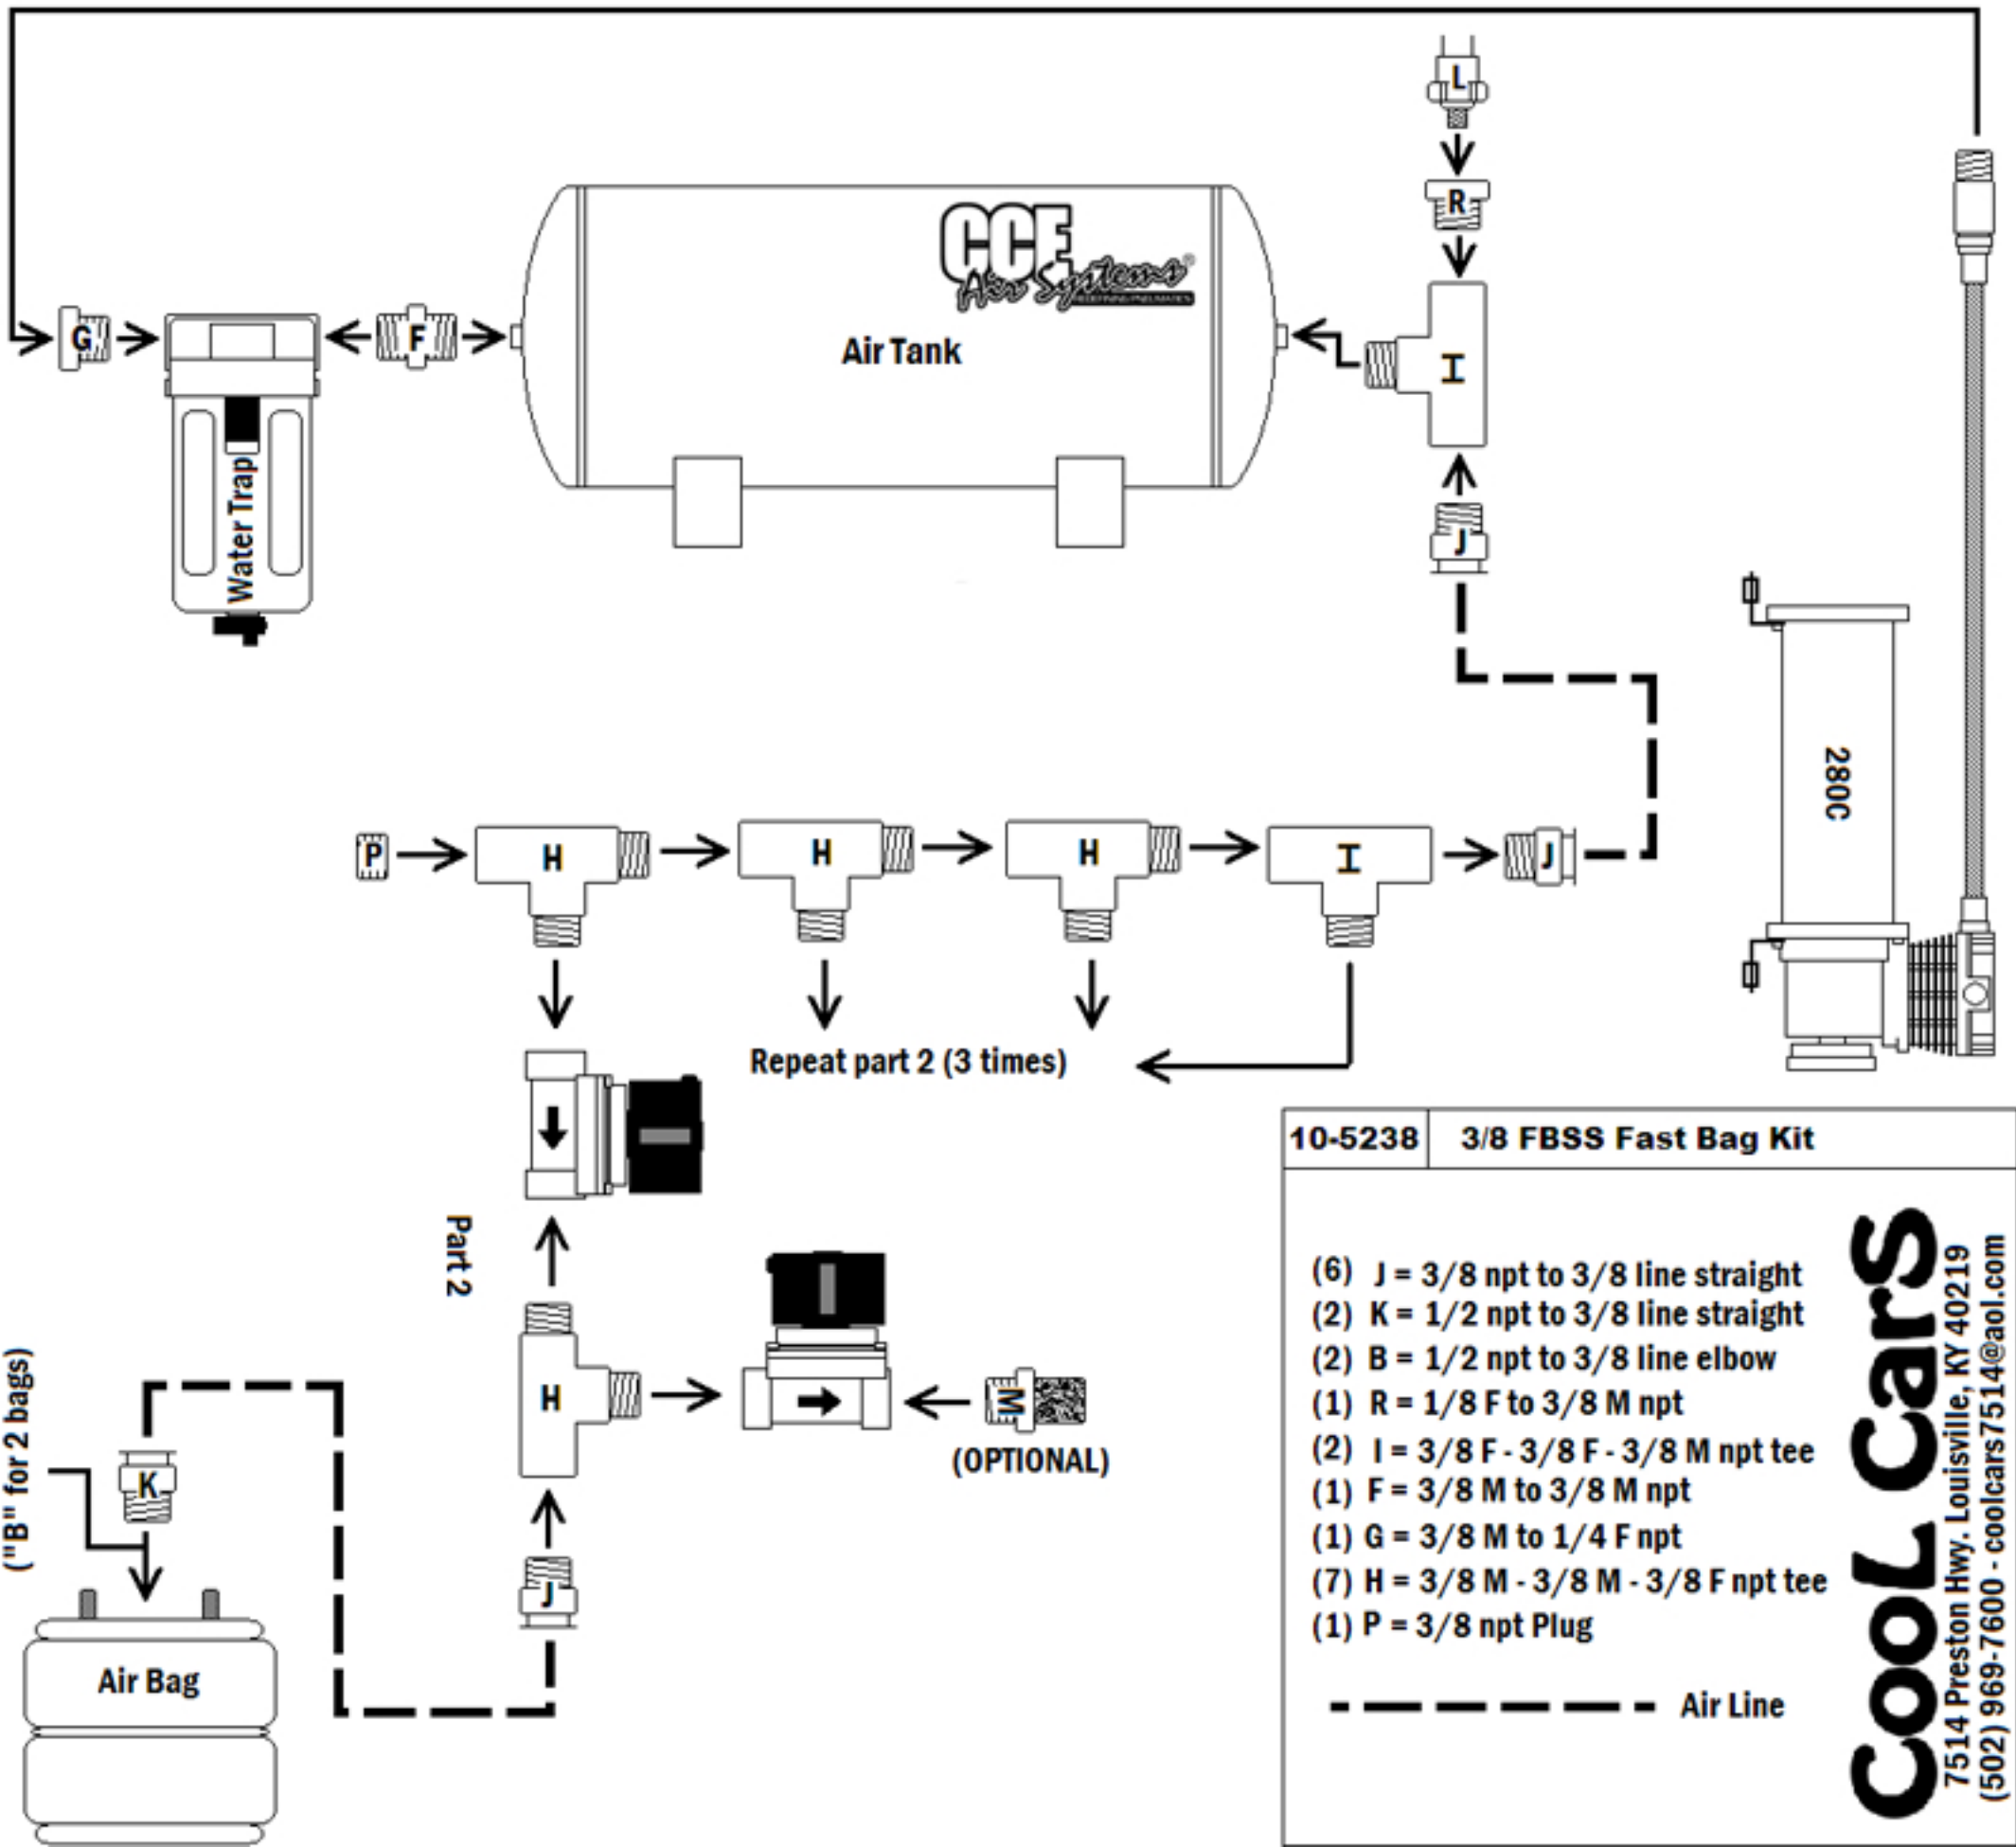 L
R
CCE
Air Systems®
REDEFINING PNEUMATICS
G
F
Air Tank
I
Water Trap
J
280C
P
H
H
H
I
J
Repeat part 2 (3 times)
Part 2
H
M
(OPTIONAL)
("B" for 2 bags)
K
J
Air Bag
10-5238 3/8 FBSS Fast Bag Kit
(6) J = 3/8 npt to 3/8 line straight
(2) K = 1/2 npt to 3/8 line straight
(2) B = 1/2 npt to 3/8 line elbow
(1) R = 1/8 F to 3/8 M npt
(2) I = 3/8 F - 3/8 F - 3/8 M npt tee
(1) F = 3/8 M to 3/8 M npt
(1) G = 3/8 M to 1/4 F npt
(7) H = 3/8 M - 3/8 M - 3/8 F npt tee
(1) P = 3/8 npt Plug
Air Line
Cool Cars
7514 Preston Hwy. Louisville, KY 40219
(502) 969-7600 - coolcars7514@aol.com